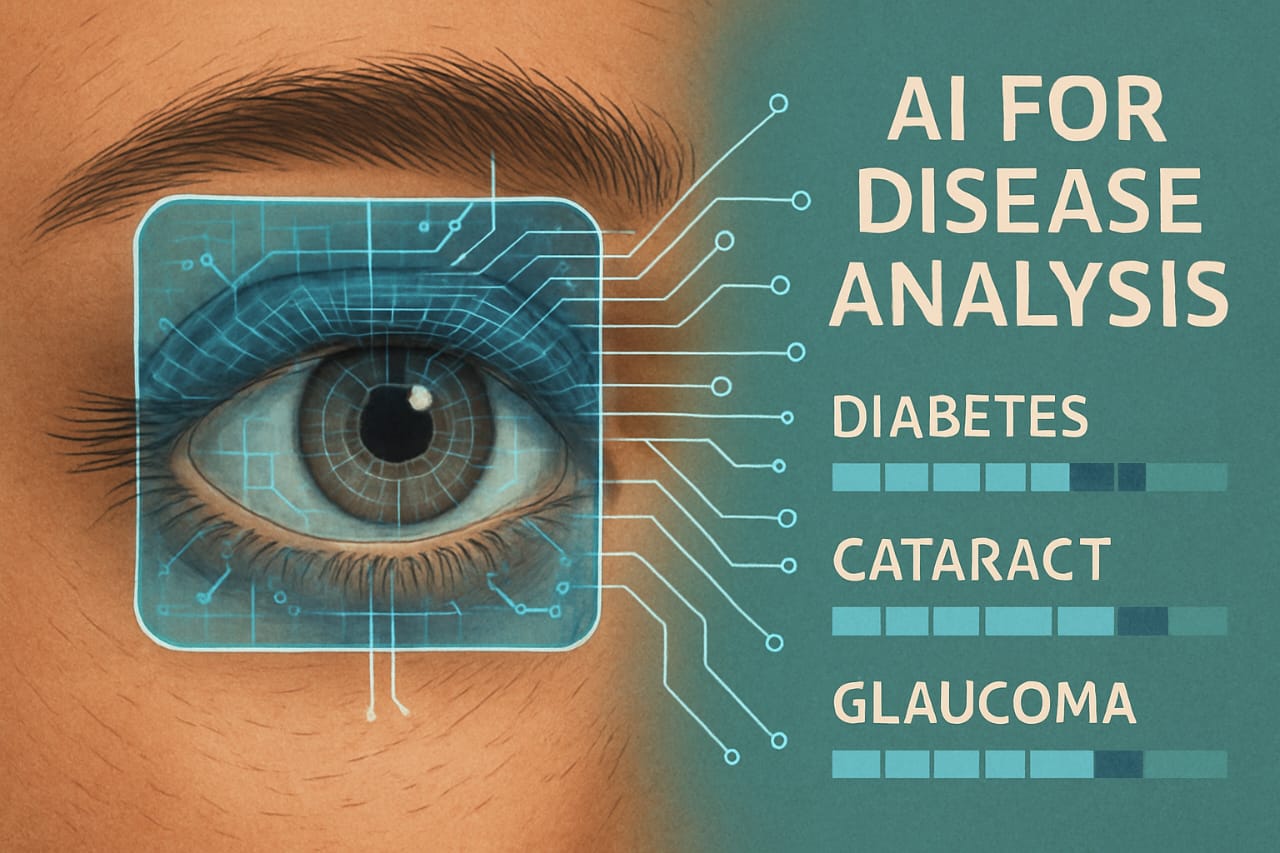 AI FOR
DISEASE
ANALYSIS
DIABETES
CATARACT
GLAUCOMA